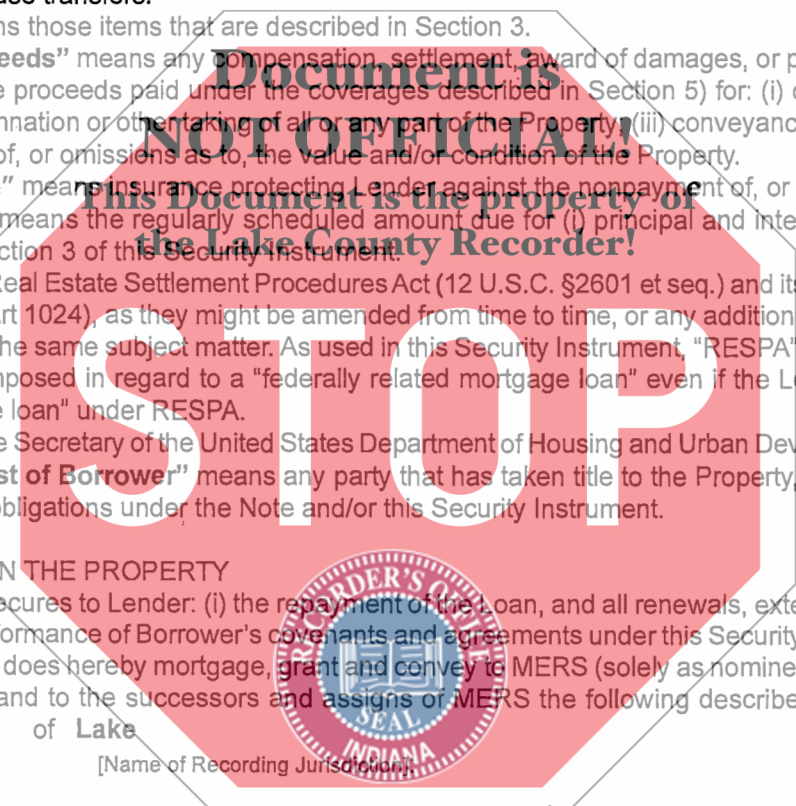 use transfers.
ns those items that are described in Section 3.
eeds" means any compensation, settlement, award of damages, or p
e proceeds paid under the coverages described in Section 5) for: (i)
mnation or other taking of all or any part of the Property; (iii) conveyanc
of, or omissions as to, the value and/or condition of the Property.
" means insurance protecting Lender against the nonpayment of, or
means the regularly scheduled amount due for (i) principal and inte
ction 3 of this Security Instrument.
Real Estate Settlement Procedures Act (12 U.S.C. §2601 et seq.) and its
rt 1024), as they might be amended from time to time, or any addition
he same subject matter. As used in this Security Instrument, "RESPA"
mposed in regard to a "federally related mortgage loan" even if the L
e loan" under RESPA.
e Secretary of the United States Department of Housing and Urban Dev
st of Borrower" means any party that has taken title to the Property,
obligations under the Note and/or this Security Instrument.
N THE PROPERTY
ecures to Lender: (i) the repayment of the Loan, and all renewals, exte
formance of Borrower's covenants and agreements under this Security
does hereby mortgage, grant and convey to MERS (solely as nomine
and to the successors and assigns of MERS the following describe
of Lake
[Name of Recording Jurisdiction]:
Document is
NOT OFFICIAL!
This Document is the property of
the Lake County Recorder!
STOP
RECORDER'S OFFICE
SEAL
INDIANA